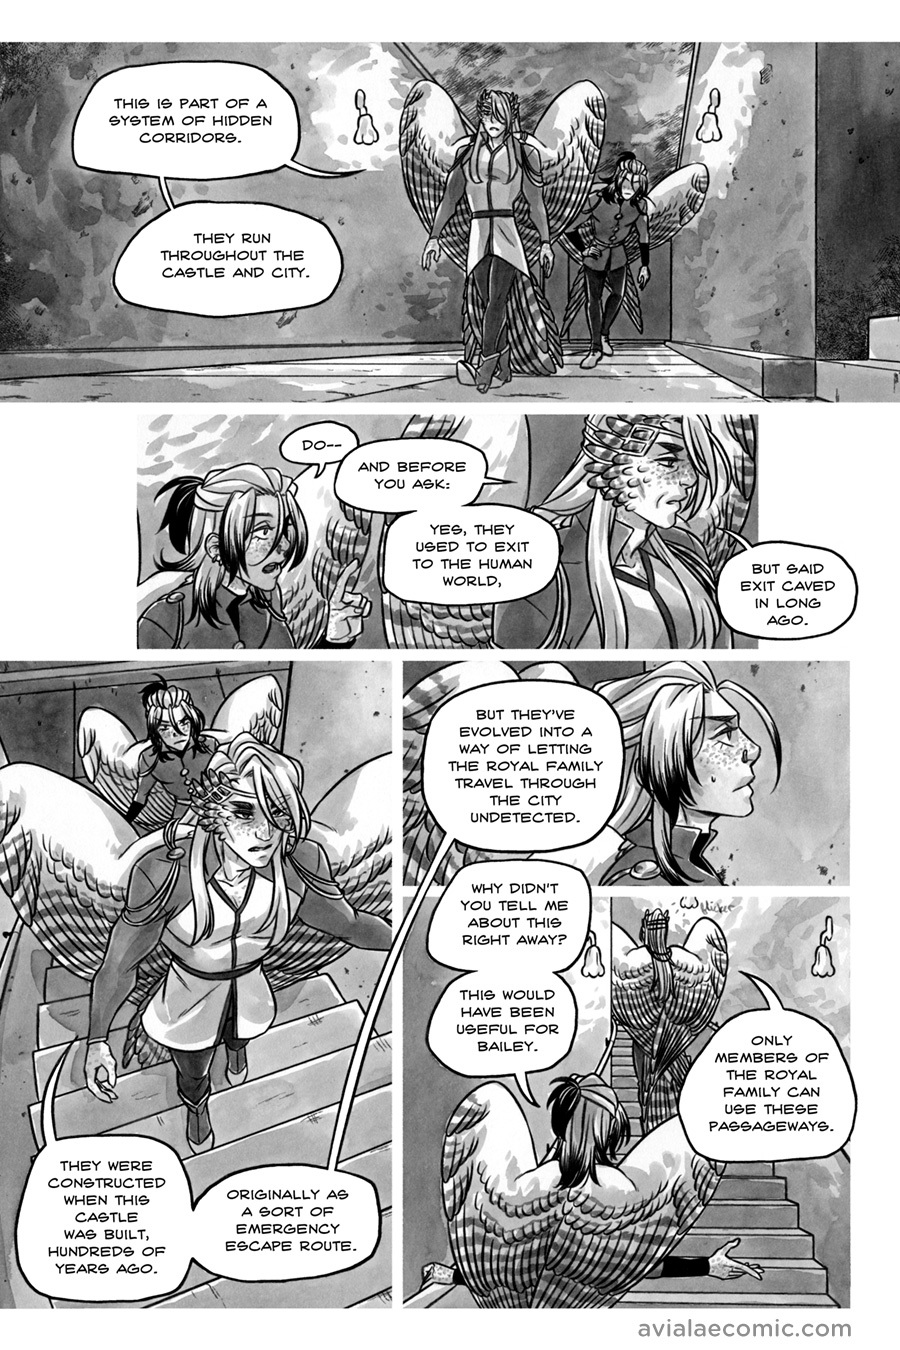 THIS IS PART OF A
SYSTEM OF HIDDEN
CORRIDORS.
THEY RUN
THROUGHOUT THE
CASTLE AND CITY.
DO--
AND BEFORE
YOU ASK:
YES, THEY
USED TO EXIT
TO THE HUMAN
WORLD,
BUT SAID
EXIT CAVED
IN LONG
AGO.
THEY WERE
CONSTRUCTED
WHEN THIS
CASTLE
WAS BUILT,
HUNDREDS OF
YEARS AGO.
ORIGINALLY AS
A SORT OF
EMERGENCY
ESCAPE ROUTE.
BUT THEY'VE
EVOLVED INTO A
WAY OF LETTING
THE ROYAL FAMILY
TRAVEL THROUGH
THE CITY
UNDETECTED.
WHY DIDN'T
YOU TELL ME
ABOUT THIS
RIGHT AWAY?
THIS WOULD
HAVE BEEN
USEFUL FOR
BAILEY.
ONLY
MEMBERS OF
THE ROYAL
FAMILY CAN
USE THESE
PASSAGEWAYS.
avialaecomic.com